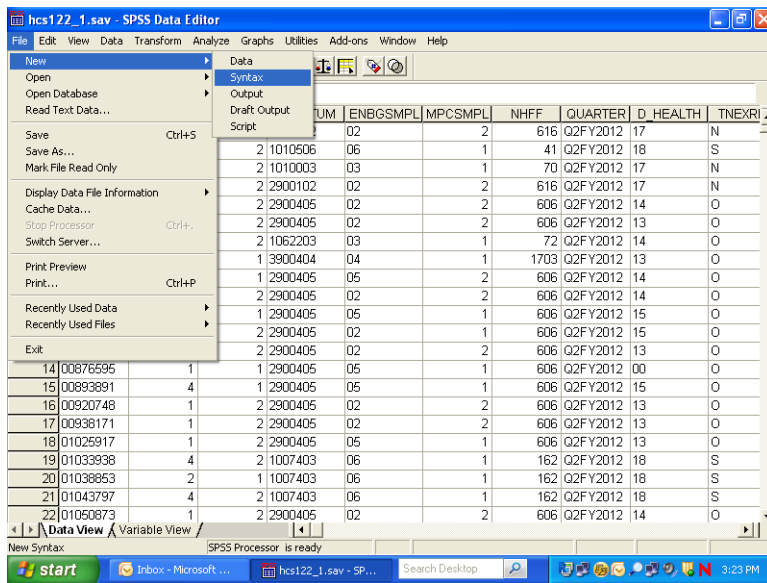 hcs122_1.sav - SPSS Data Editor
File Edit View Data Transform Analyze Graphs Utilities Add-ons Window Help
New
Open
Open Database
Read Text Data...
Save Ctrl+S
Save As...
Mark File Read Only
Display Data File Information
Cache Data...
Stop Processor Ctrl+.
Switch Server...
Print Preview
Print... Ctrl+P
Recently Used Data
Recently Used Files
Exit
Data
Syntax
Output
Draft Output
Script
UM ENBGSMPL MPCSMPL NHFF QUARTER D_HEALTH TNEXRI
02 2 616 Q2FY2012 17 N
2 1010506 06 1 41 Q2FY2012 18 S
2 1010003 03 1 70 Q2FY2012 17 N
2 2900102 02 2 616 Q2FY2012 17 N
2 2900405 02 2 606 Q2FY2012 14 O
2 2900405 02 2 606 Q2FY2012 13 O
2 1062203 03 1 72 Q2FY2012 14 O
1 3900404 04 1 1703 Q2FY2012 13 O
1 2900405 05 2 606 Q2FY2012 14 O
2 2900405 02 2 606 Q2FY2012 14 O
1 2900405 05 1 606 Q2FY2012 15 O
2 2900405 02 1 606 Q2FY2012 15 O
2 2900405 02 2 606 Q2FY2012 13 O
14 00876595 1 1 2900405 05 1 606 Q2FY2012 00 O
15 00893891 4 1 2900405 05 1 606 Q2FY2012 15 O
16 00920748 1 2 2900405 02 2 606 Q2FY2012 13 O
17 00938171 1 2 2900405 02 2 606 Q2FY2012 13 O
18 01025917 1 2 2900405 05 1 606 Q2FY2012 13 O
19 01033938 4 2 1007403 06 1 162 Q2FY2012 18 S
20 01038853 2 1 1007403 06 1 162 Q2FY2012 18 S
21 01043797 4 2 1007403 06 1 162 Q2FY2012 18 S
22 01050873 1 2 2900405 02 2 606 Q2FY2012 14 O
Data View Variable View
New Syntax SPSS Processor is ready
start Inbox - Microsoft ... hcs122_1.sav - SP... Search Desktop 3:23 PM